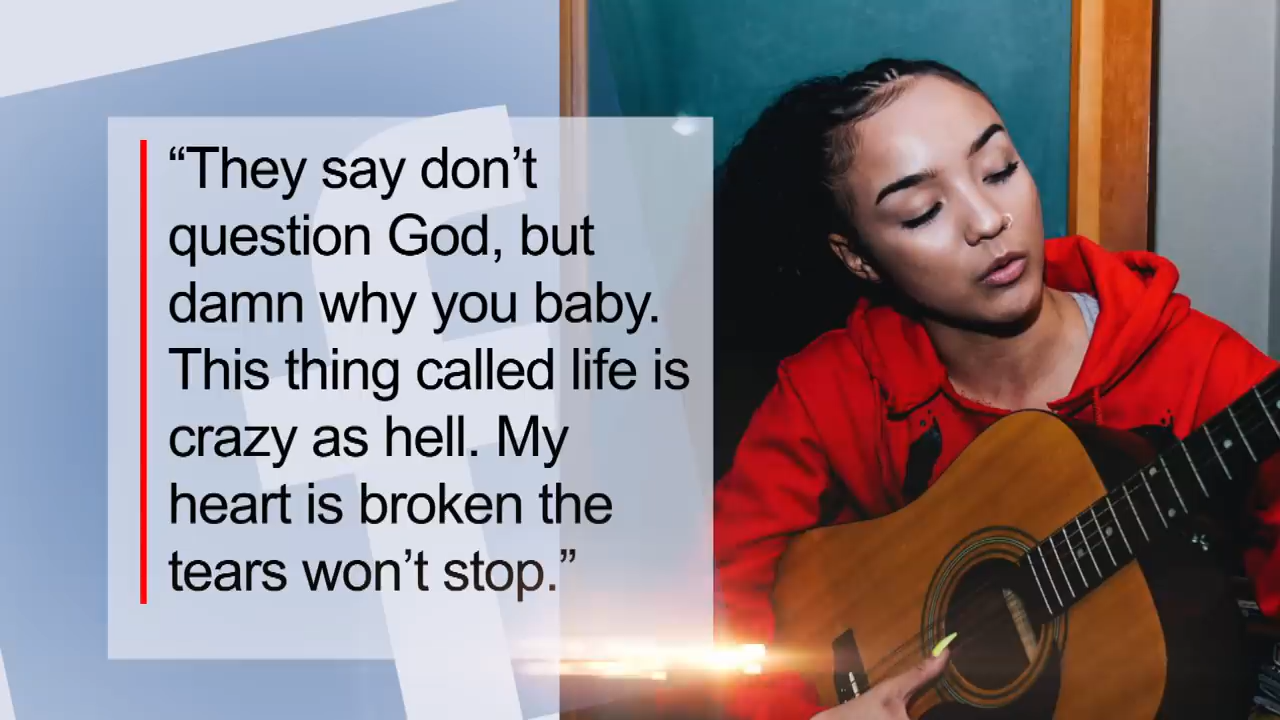 “They say don’t
question God, but
damn why you baby.
This thing called life is
crazy as hell. My
heart is broken the
tears won’t stop.”